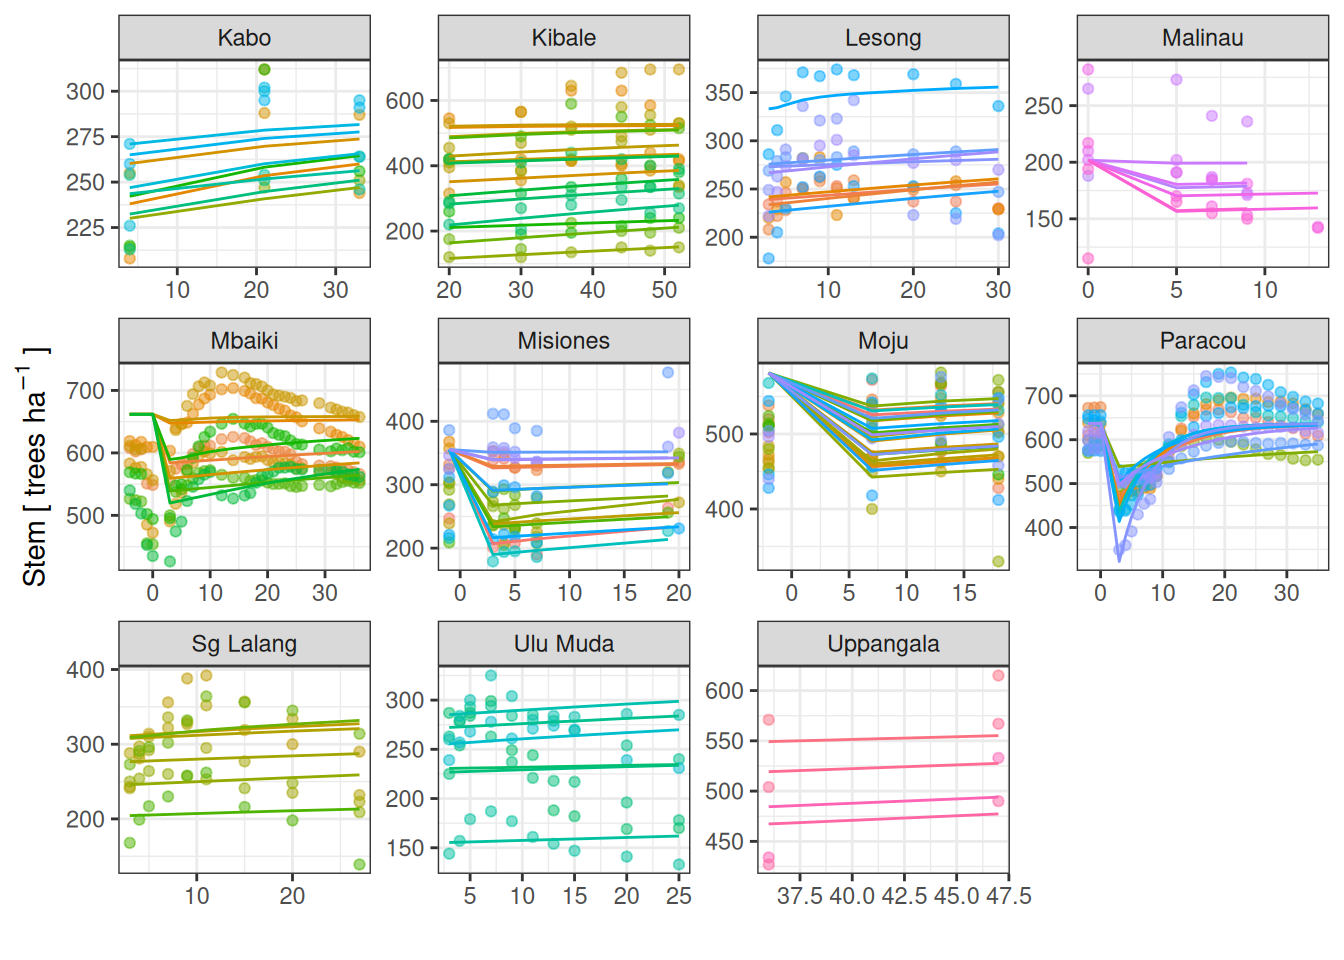 Kabo Kibale Lesong Malinau
300
275
250
225
10 20 30
600
400
200
20 30 40 50
350
300
250
200
10 20 30
250
200
150
0 5 10
Mbaiki Misiones Moju Paracou
700
600
500
0 10 20 30
400
300
200
0 5 10 15 20
500
400
0 5 10 15
700
600
500
400
0 10 20 30
Stem [ trees ha⁻¹ ]
Sg Lalang Ulu Muda Uppangala
400
300
200
10 20
300
250
200
150
5 10 15 20 25
600
550
500
450
37.5 40.0 42.5 45.0 47.5